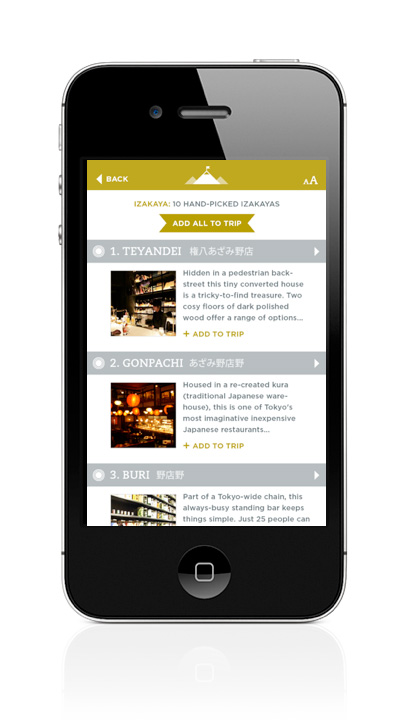 BACK
AA
IZAKAYA: 10 HAND-PICKED IZAKAYAS
ADD ALL TO TRIP
1. TEYANDEI 権八あざみ野店
Hidden in a pedestrian back-
street this tiny converted house
is a tricky-to-find treasure. Two
cosy floors of dark polished
wood offer a range of options...
+ ADD TO TRIP
2. GONPACHI あざみ野店野
Housed in a re-created kura
(traditional Japanese ware-
house), this is one of Tokyo's
most imaginative inexpensive
Japanese restaurants...
+ ADD TO TRIP
3. BURI 野店野
Part of a Tokyo-wide chain, this
always-busy standing bar keeps
things simple. Just 25 people can